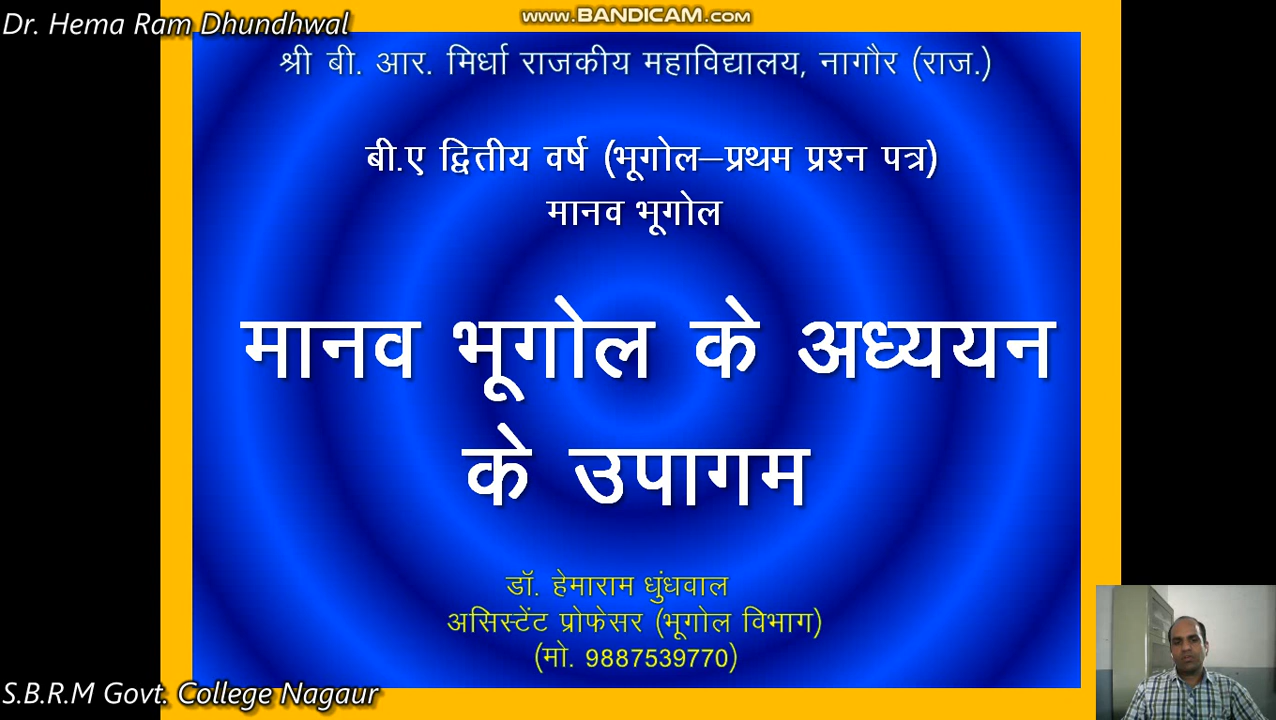 Dr. Hema Ram Dhundhwal
www.BANDICAM.com
श्री बी. आर. मिर्धा राजकीय महाविद्यालय, नागौर (राज.)
बी.ए द्वितीय वर्ष (भूगोल–प्रथम प्रश्न पत्र)
मानव भूगोल
मानव भूगोल के अध्ययन
के उपागम
डॉ. हेमाराम धुंधवाल
असिस्टेंट प्रोफेसर (भूगोल विभाग)
(मो. 9887539770)
S.B.R.M Govt. College Nagaur